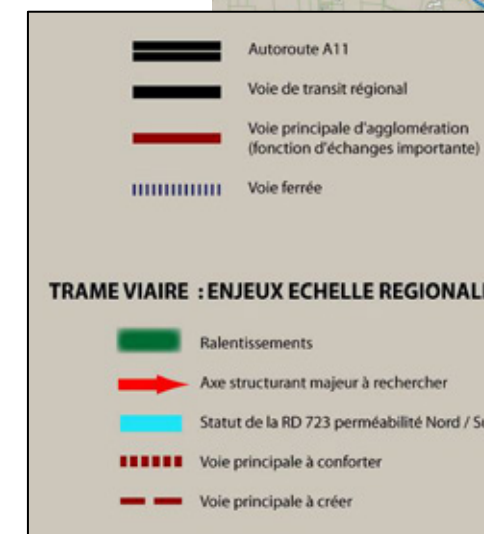 Autoroute A11
Voie de transit régional
Voie principale d'agglomération
(fonction d'échanges importante)
Voie ferrée
TRAME VIAIRE : ENJEUX ECHELLE REGIONAL
Ralentissements
Axe structurant majeur à rechercher
Statut de la RD 723 perméabilité Nord / S
Voie principale à conforter
Voie principale à créer